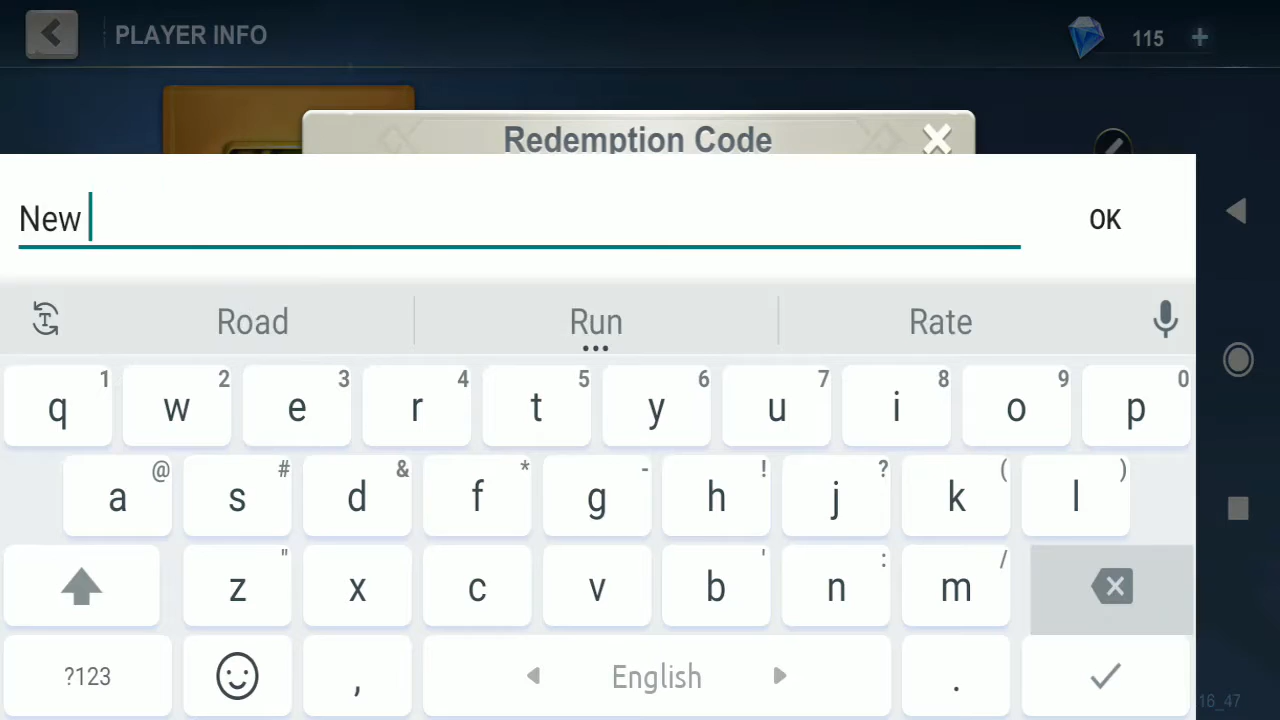 PLAYER INFO
115 +
Redemption Code
New
OK
Road Run Rate
q 1 w 2 e 3 r 4 t 5 y 6 u 7 i 8 o 9 p 0
a @ s # d & f * g - h ! j ? k ( l )
z " x c v b ' n : m /
?123 , English .
16_47